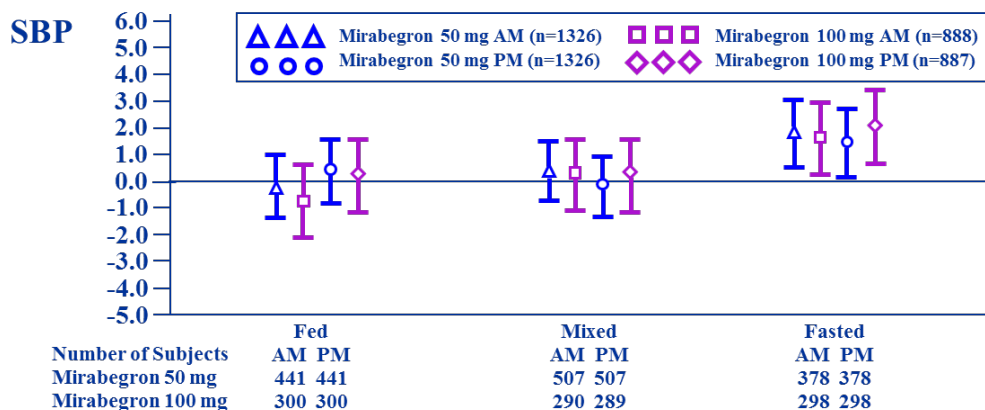 SBP
6.0
5.0
4.0
3.0
2.0
1.0
0.0
-1.0
-2.0
-3.0
-4.0
-5.0
Mirabegron 50 mg AM (n=1326)
Mirabegron 100 mg AM (n=888)
Mirabegron 50 mg PM (n=1326)
Mirabegron 100 mg PM (n=887)
Fed Mixed Fasted
Number of Subjects AM PM AM PM AM PM
Mirabegron 50 mg 441 441 507 507 378 378
Mirabegron 100 mg 300 300 290 289 298 298